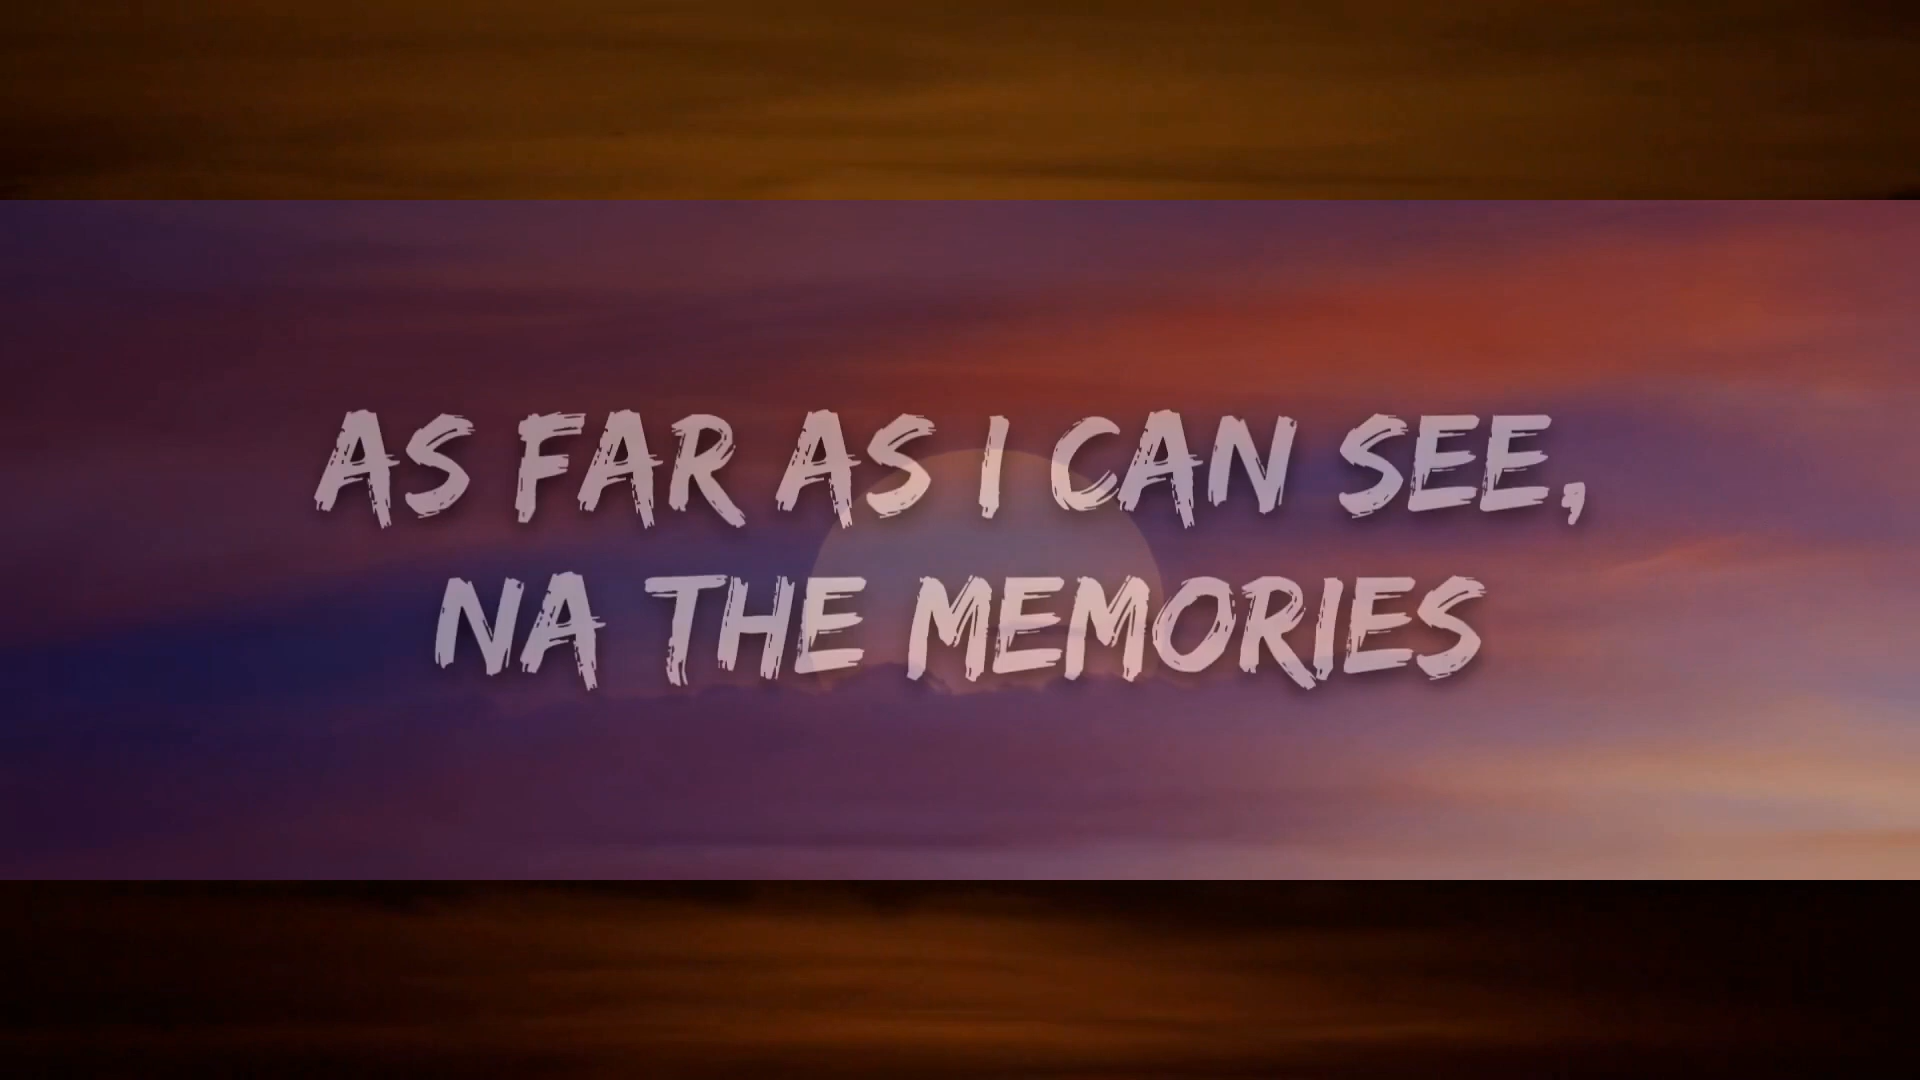 AS FAR AS I CAN SEE,
NA THE MEMORIES